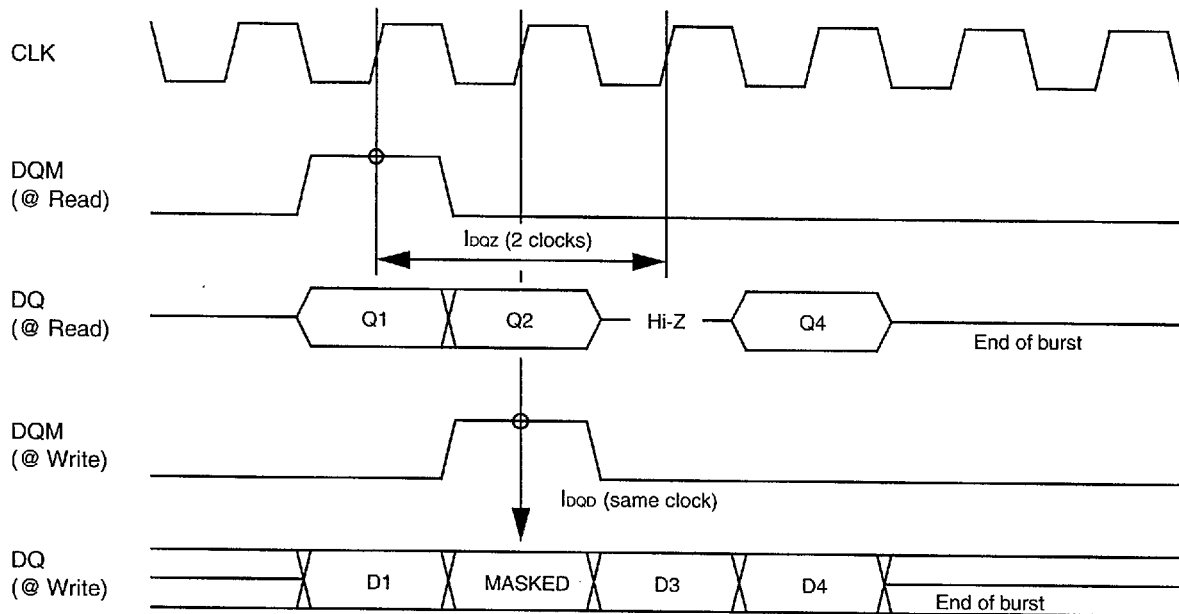 CLK
DQM
(@ Read)
IDQZ (2 clocks)
DQ
(@ Read)
Q1
Q2
Hi-Z
Q4
End of burst
DQM
(@ Write)
IDQD (same clock)
DQ
(@ Write)
D1
MASKED
D3
D4
End of burst